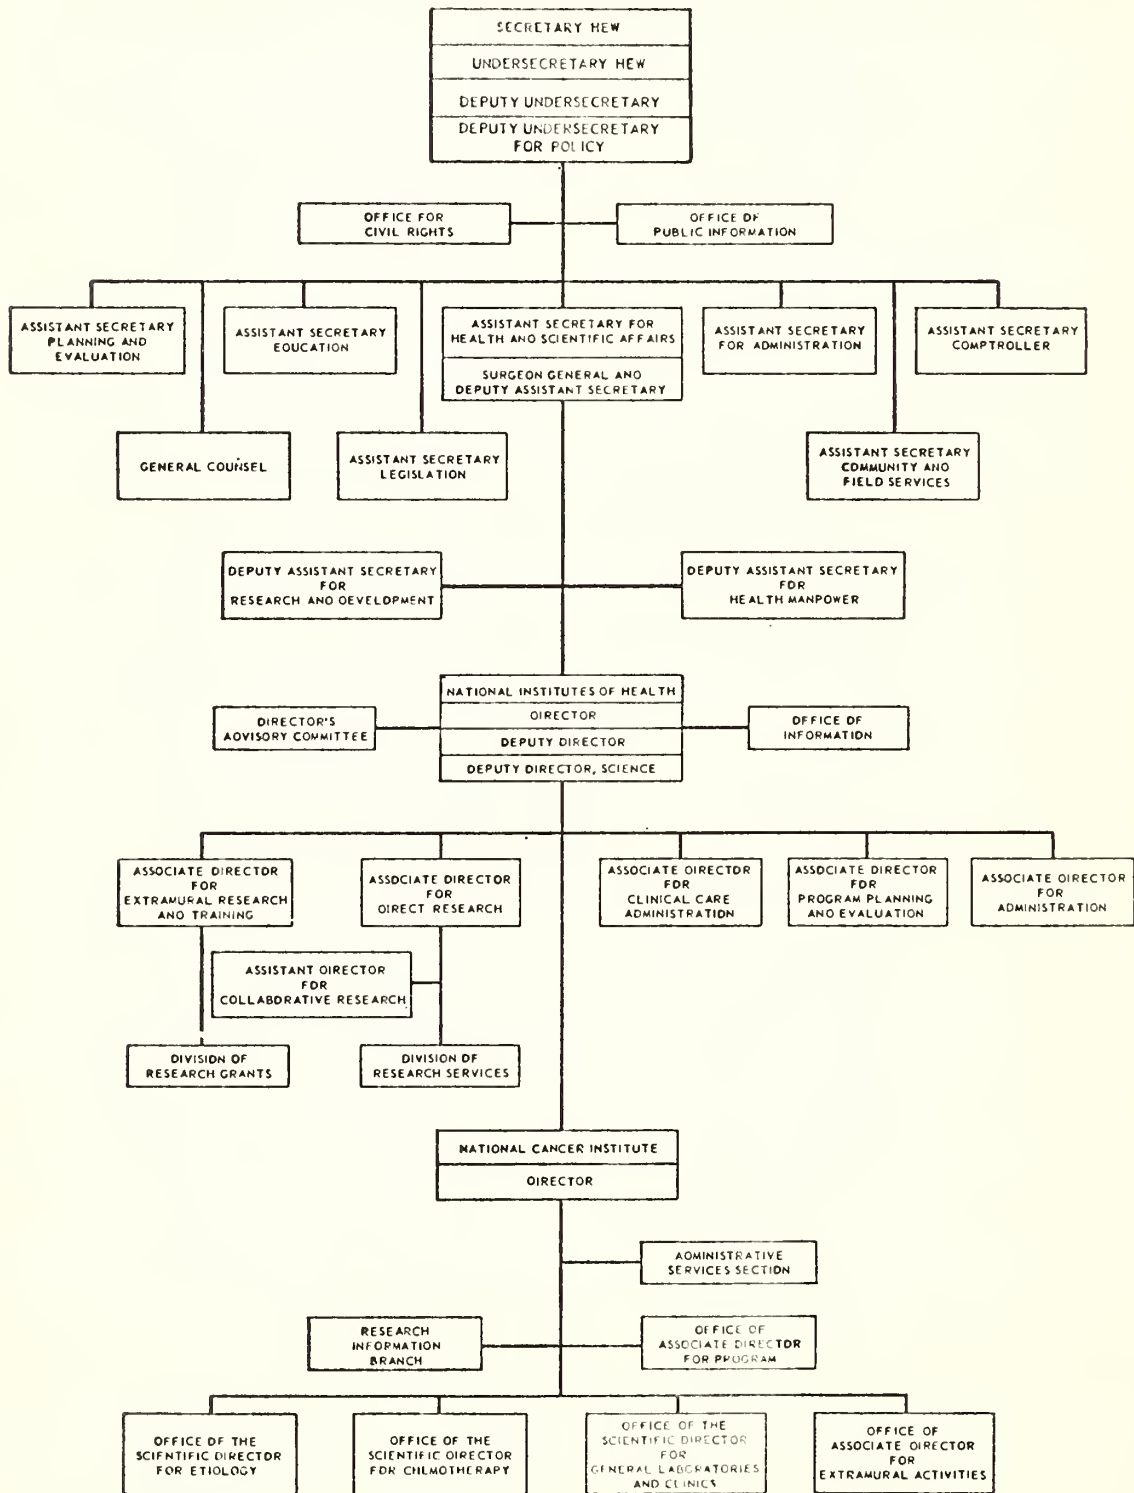 SECRETARY HEW
UNDERSECRETARY HEW
DEPUTY UNDERSECRETARY
DEPUTY UNDERSECRETARY
FOR POLICY
OFFICE FOR
CIVIL RIGHTS
OFFICE OF
PUBLIC INFORMATION
ASSISTANT SECRETARY
PLANNING AND
EVALUATION
ASSISTANT SECRETARY
EDUCATION
ASSISTANT SECRETARY FOR
HEALTH AND SCIENTIFIC AFFAIRS
SURGEON GENERAL AND
DEPUTY ASSISTANT SECRETARY
ASSISTANT SECRETARY
FOR ADMINISTRATION
ASSISTANT SECRETARY
COMPTROLLER
GENERAL COUNSEL
ASSISTANT SECRETARY
LEGISLATION
ASSISTANT SECRETARY
COMMUNITY AND
FIELD SERVICES
DEPUTY ASSISTANT SECRETARY
FOR
RESEARCH AND DEVELOPMENT
DEPUTY ASSISTANT SECRETARY
FOR
HEALTH MANPOWER
NATIONAL INSTITUTES OF HEALTH
DIRECTOR
DEPUTY DIRECTOR
DEPUTY DIRECTOR, SCIENCE
DIRECTOR'S
ADVISORY COMMITTEE
OFFICE OF
INFORMATION
ASSOCIATE DIRECTOR
FOR
EXTRAMURAL RESEARCH
AND TRAINING
ASSOCIATE DIRECTOR
FOR
DIRECT RESEARCH
ASSOCIATE DIRECTOR
FOR
CLINICAL CARE
ADMINISTRATION
ASSOCIATE DIRECTOR
FOR
PROGRAM PLANNING
AND EVALUATION
ASSOCIATE DIRECTOR
FOR
ADMINISTRATION
ASSISTANT DIRECTOR
FOR
COLLABORATIVE RESEARCH
DIVISION OF
RESEARCH GRANTS
DIVISION OF
RESEARCH SERVICES
NATIONAL CANCER INSTITUTE
DIRECTOR
ADMINISTRATIVE
SERVICES SECTION
RESEARCH
INFORMATION
BRANCH
OFFICE OF
ASSOCIATE DIRECTOR
FOR PROGRAM
OFFICE OF THE
SCIENTIFIC DIRECTOR
FOR ETIOLOGY
OFFICE OF THE
SCIENTIFIC DIRECTOR
FOR CHEMOTHERAPY
OFFICE OF THE
SCIENTIFIC DIRECTOR
FOR
GENERAL LABORATORIES
AND CLINICS
OFFICE OF
ASSOCIATE DIRECTOR
FOR
EXTRAMURAL ACTIVITIES